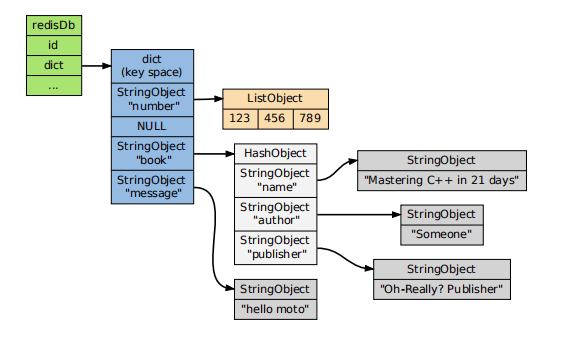 redisDb
id
dict
...
dict
(key space)
StringObject
"number"
NULL
StringObject
"book"
StringObject
"message"
ListObject
123 456 789
HashObject
StringObject
"name"
StringObject
"author"
StringObject
"publisher"
StringObject
"Mastering C++ in 21 days"
StringObject
"Someone"
StringObject
"Oh-Really? Publisher"
StringObject
"hello moto"